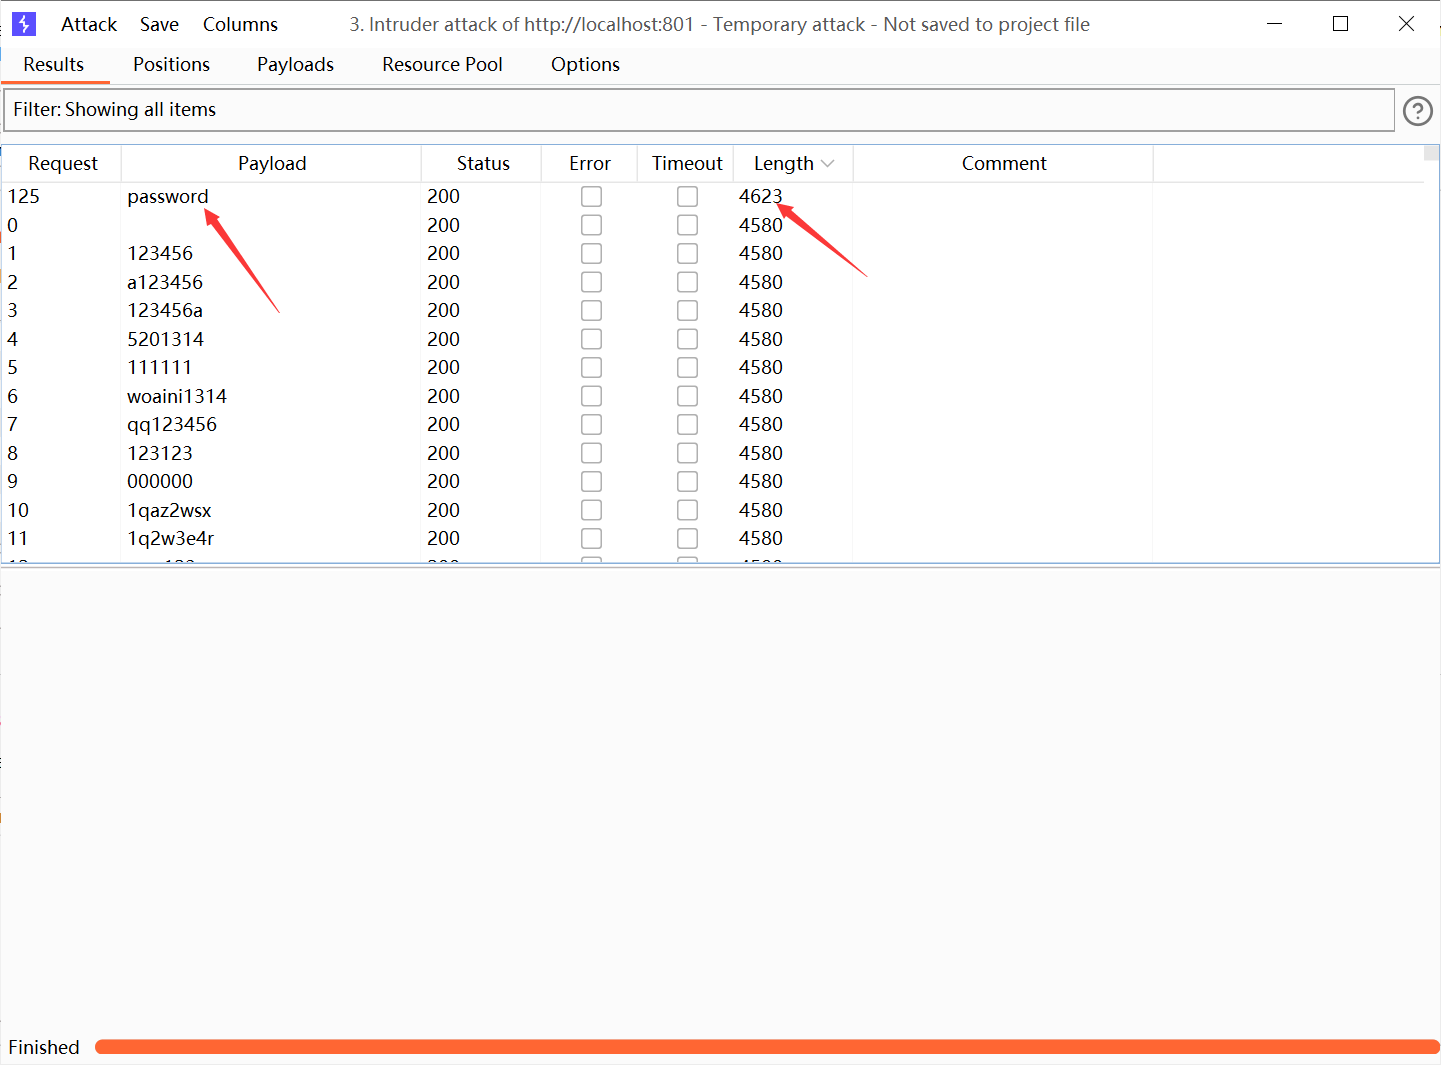 Attack Save Columns 3. Intruder attack of http://localhost:801 - Temporary attack - Not saved to project file
Results Positions Payloads Resource Pool Options
Filter: Showing all items
Request Payload Status Error Timeout Length Comment
125 password 200 4623
0 200 4580
1 123456 200 4580
2 a123456 200 4580
3 123456a 200 4580
4 5201314 200 4580
5 111111 200 4580
6 woaini1314 200 4580
7 qq123456 200 4580
8 123123 200 4580
9 000000 200 4580
10 1qaz2wsx 200 4580
11 1q2w3e4r 200 4580
Finished